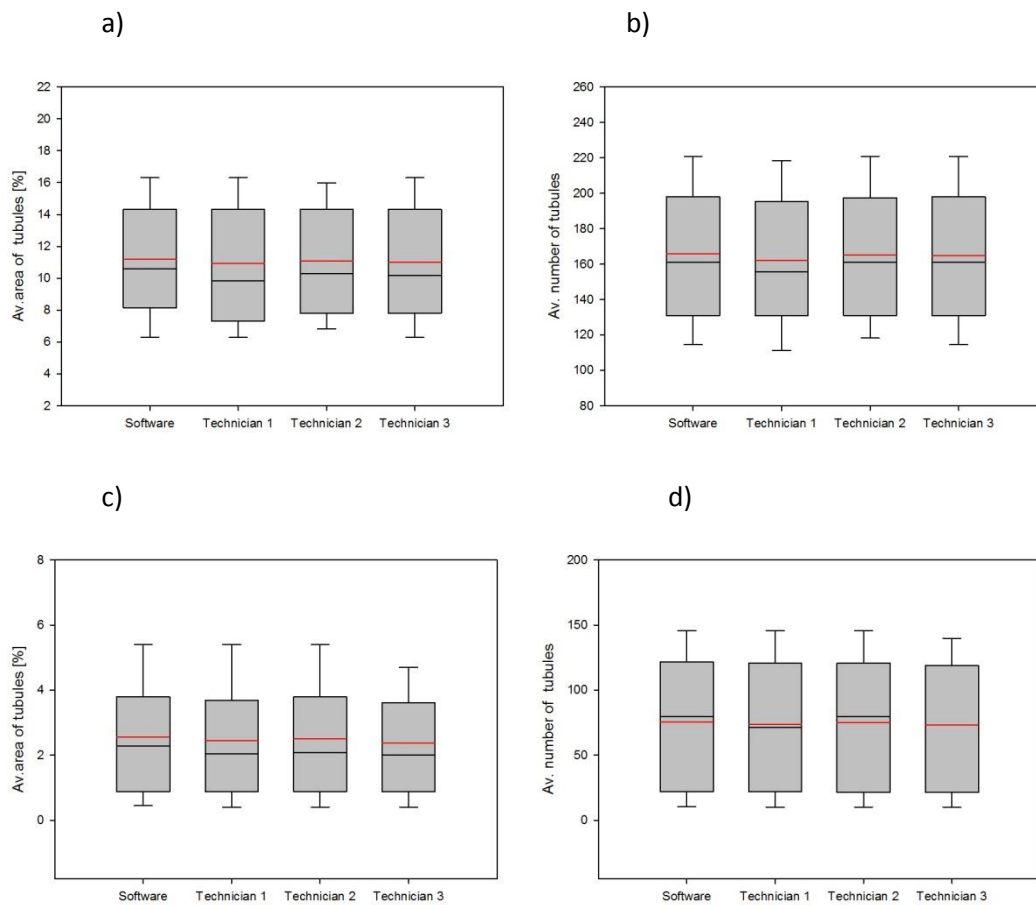 a)
b)
22
20
18
16
14
12
10
8
6
4
2
Av.area of tubules [%]
Software Technician 1 Technician 2 Technician 3
260
240
220
200
180
160
140
120
100
80
Av. number of tubules
Software Technician 1 Technician 2 Technician 3
c)
d)
8
6
4
2
0
Av.area of tubules [%]
Software Technician 1 Technician 2 Technician 3
200
150
100
50
0
Av. number of tubules
Software Technician 1 Technician 2 Technician 3